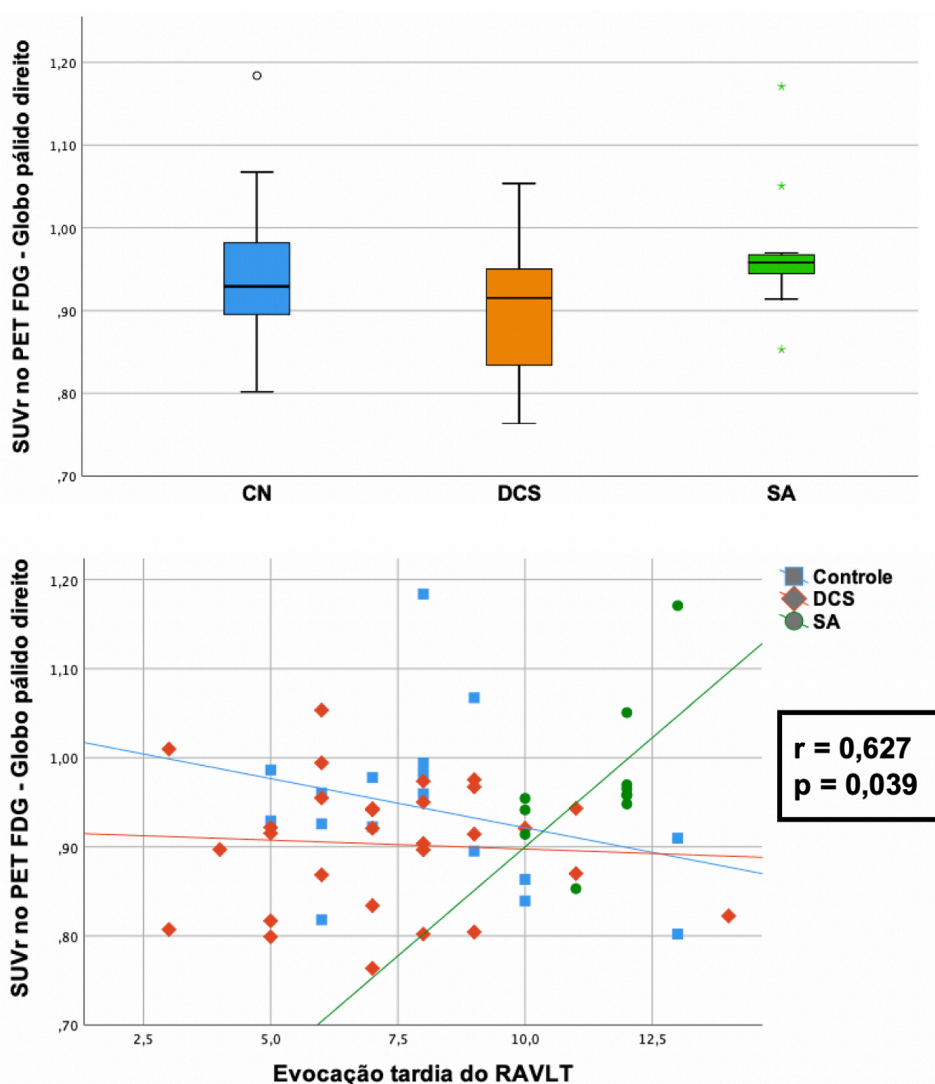 SUVr no PET FDG - Globo pálido direito
1,20
1,10
1,00
,90
,80
,70
CN
DCS
SA
SUVr no PET FDG - Globo pálido direito
1,20
1,10
1,00
,90
,80
,70
2,5
5,0
7,5
10,0
12,5
Evocação tardia do RAVLT
Controle
DCS
SA
r = 0,627
p = 0,039